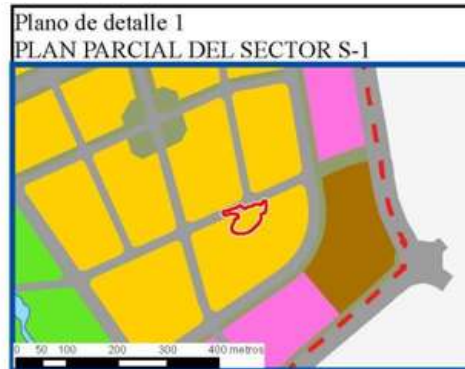 Plano de detalle 1
PLAN PARCIAL DEL SECTOR S-1
0 50 100 200 300 400 metros